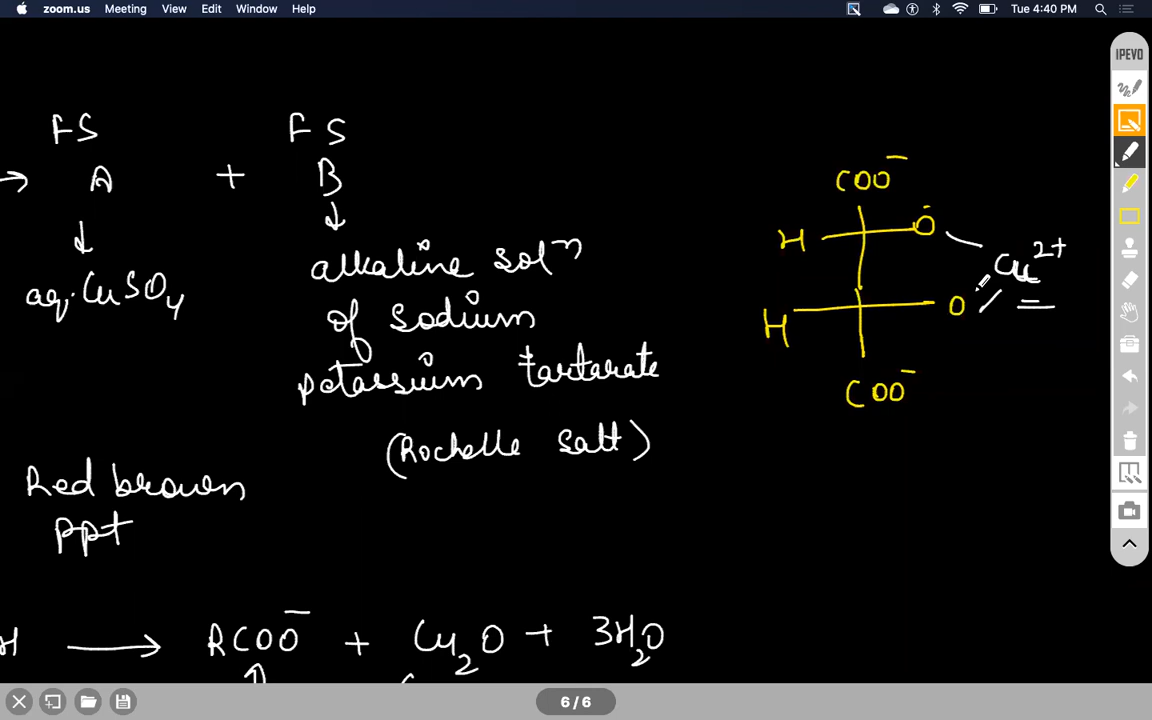 zoom.us Meeting View Edit Window Help Tue 4:40 PM
IPEVO
FS F S
→ A + B
↓ ↓
aq. CuSO₄ alkaline solⁿ
of sodium
potassium tartarate
(Rochelle salt)
COO⁻
H O
Cu²⁺
H O
COO⁻
Red brown
ppt
H ⟶ RCOO⁻ + Cu₂O + 3H₂O
↑
6/6